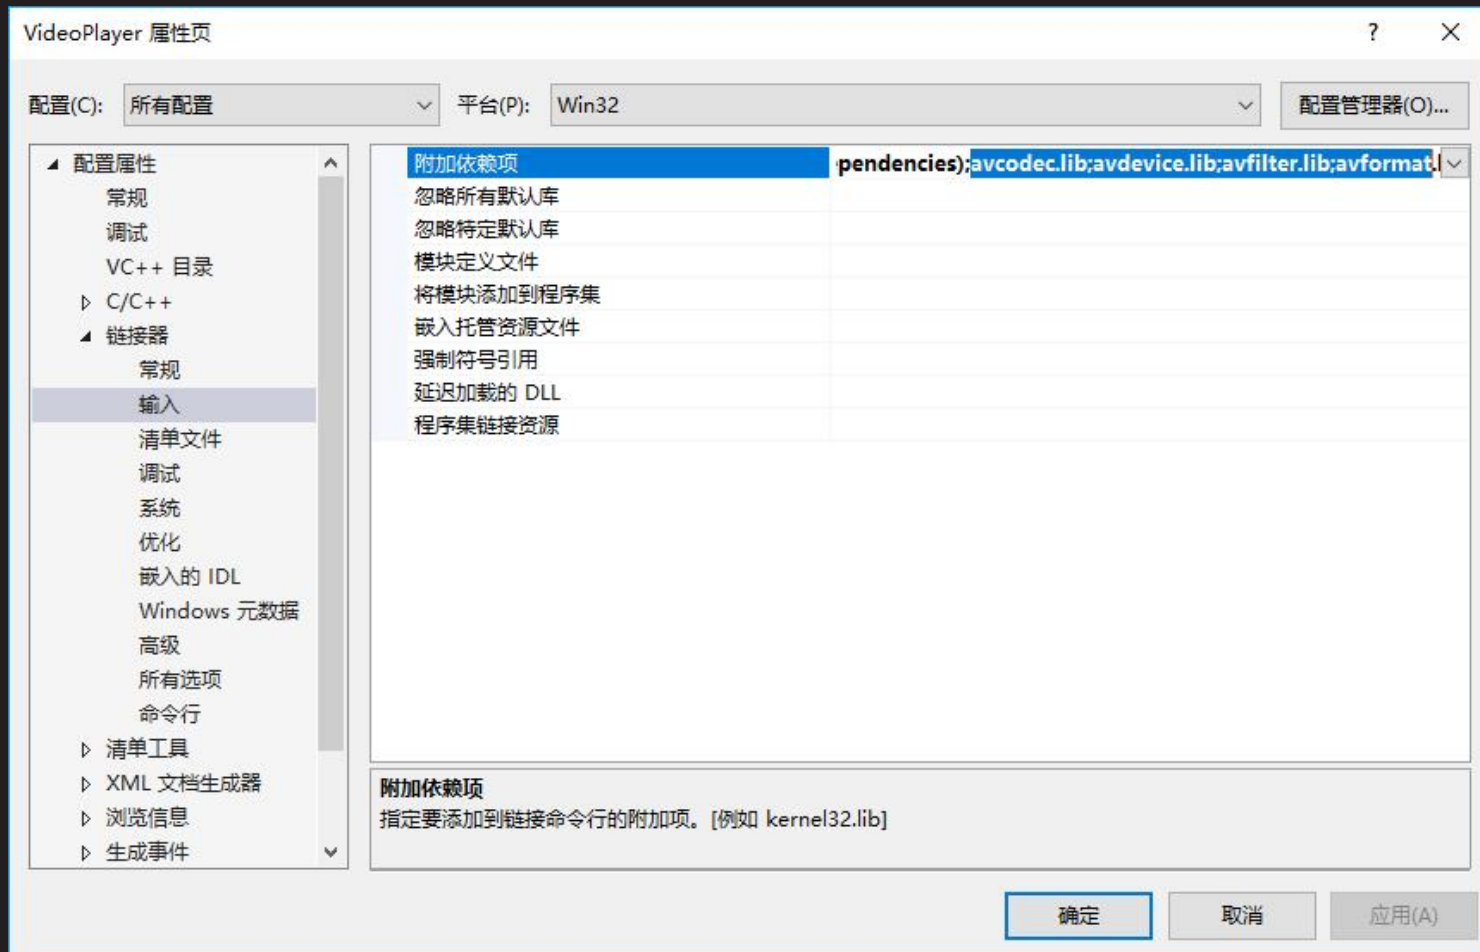 VideoPlayer 属性页
?
配置(C):
所有配置
平台(P):
Win32
配置管理器(O)...
配置属性
常规
调试
VC++ 目录
C/C++
链接器
常规
输入
清单文件
调试
系统
优化
嵌入的 IDL
Windows 元数据
高级
所有选项
命令行
清单工具
XML 文档生成器
浏览信息
生成事件
附加依赖项
pendencies);avcodec.lib;avdevice.lib;avfilter.lib;avformat.l
忽略所有默认库
忽略特定默认库
模块定义文件
将模块添加到程序集
嵌入托管资源文件
强制符号引用
延迟加载的 DLL
程序集链接资源
附加依赖项
指定要添加到链接命令行的附加项。[例如 kernel32.lib]
确定
取消
应用(A)